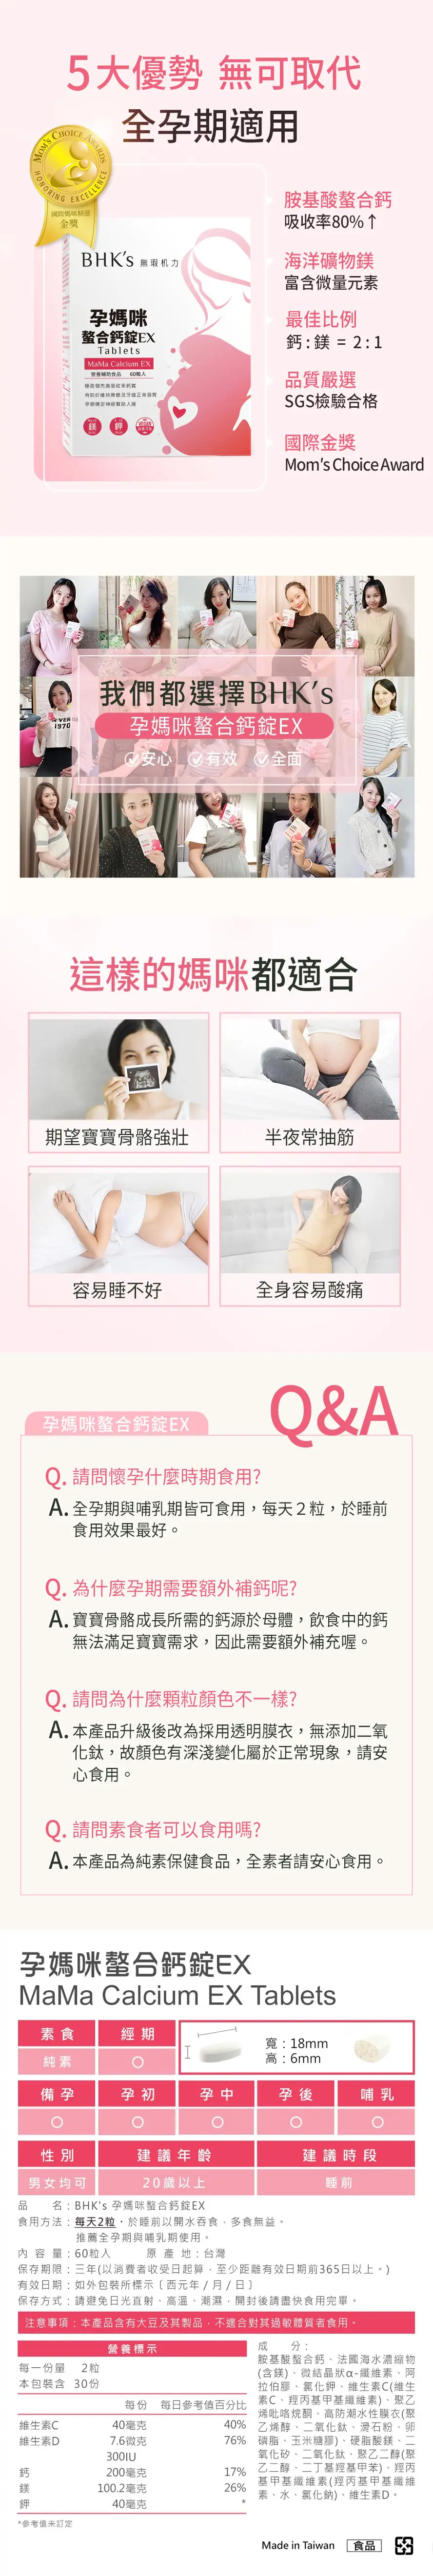 5大優勢 無可取代
全孕期適用
MOM'S CHOICE AWARDS
HONORING EXCELLENCE
國際媽咪精選
金獎
BHK's 無瑕机力
孕媽咪
螯合鈣錠EX
Tablets
MaMa Calcium EX
營養補助食品 60粒入
鎂
鉀
胺基酸螯合鈣
吸收率80%↑
海洋礦物鎂
富含微量元素
最佳比例
鈣:鎂 = 2:1
品質嚴選
SGS檢驗合格
國際金獎
Mom's Choice Award
我們都選擇BHK's
孕媽咪螯合鈣錠EX
安心 有效 全面
這樣的媽咪都適合
期望寶寶骨骼強壯
半夜常抽筋
容易睡不好
全身容易酸痛
Q&A
孕媽咪螯合鈣錠EX
Q. 請問懷孕什麼時期食用?
A. 全孕期與哺乳期皆可食用，每天２粒，於睡前
食用效果最好。
Q. 為什麼孕期需要額外補鈣呢?
A. 寶寶骨骼成長所需的鈣源於母體，飲食中的鈣
無法滿足寶寶需求，因此需要額外補充喔。
Q. 請問為什麼顆粒顏色不一樣?
A. 本產品升級後改為採用透明膜衣，無添加二氧
化鈦，故顏色有深淺變化屬於正常現象，請安
心食用。
Q. 請問素食者可以食用嗎?
A. 本產品為純素保健食品，全素者請安心食用。
孕媽咪螯合鈣錠EX
MaMa Calcium EX Tablets
素食 經期
純素 ○
寬：18mm
高：6mm
備孕 孕初 孕中 孕後 哺乳
○ ○ ○ ○ ○
性別 建議年齡 建議時段
男女均可 20歲以上 睡前
品　　名：BHK's 孕媽咪螯合鈣錠EX
食用方法：每天2粒，於睡前以開水吞食，多食無益。
推薦全孕期與哺乳期使用。
內 容 量：60粒入　原 產 地：台灣
保存期限：三年(以消費者收受日起算，至少距離有效日期前365日以上。)
有效日期：如外包裝所標示〔西元年/月/日〕
保存方式：請避免日光直射、高溫、潮濕，開封後請盡快食用完畢。
注意事項：本產品含有大豆及其製品，不適合對其過敏體質者食用。
營養標示
每一份量 2粒
本包裝含 30份
每份 每日參考值百分比
維生素C 40毫克 40%
維生素D 7.6微克 76%
300IU
鈣 200毫克 17%
鎂 100.2毫克 26%
鉀 40毫克 *
*參考值未訂定
成　　分：
胺基酸螯合鈣、法國海水濃縮物
(含鎂)、微結晶狀α-纖維素、阿
拉伯膠、氯化鉀、維生素C(維生
素C、羥丙基甲基纖維素)、聚乙
烯吡咯烷酮、高防潮水性膜衣(聚
乙烯醇、二氧化鈦、滑石粉、卵
磷脂、玉米糖膠)、硬脂酸鎂、二
氧化矽、二氧化鈦、聚乙二醇(聚
乙二醇、二丁基羥基甲苯)、羥丙
基甲基纖維素(羥丙基甲基纖維
素、水、氯化鈉)、維生素D。
Made in Taiwan 食品